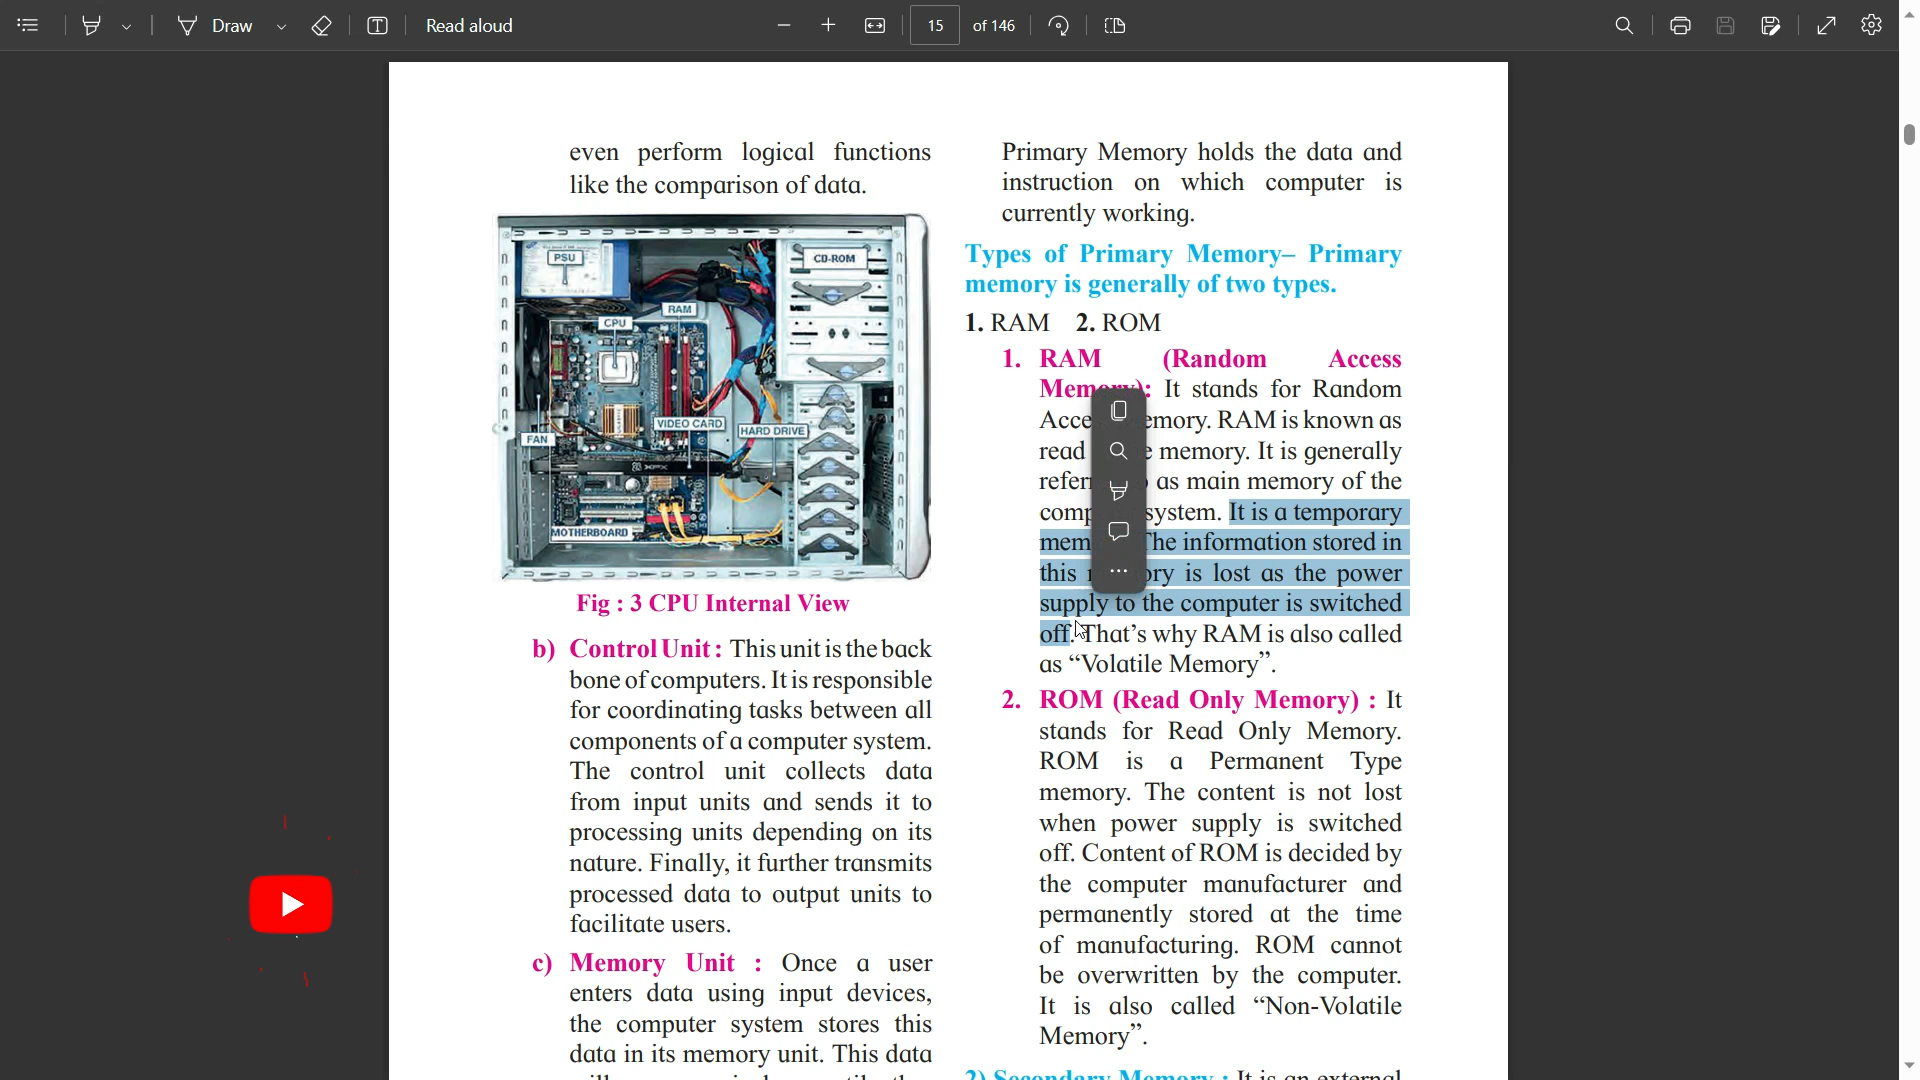 Draw
Read aloud
15 of 146
even perform logical functions
like the comparison of data.
PSU
CD-ROM
RAM
CPU
VIDEO CARD
HARD DRIVE
FAN
XFX
MOTHERBOARD
Fig : 3 CPU Internal View
b) Control Unit : This unit is the back
bone of computers. It is responsible
for coordinating tasks between all
components of a computer system.
The control unit collects data
from input units and sends it to
processing units depending on its
nature. Finally, it further transmits
processed data to output units to
facilitate users.
c) Memory Unit : Once a user
enters data using input devices,
the computer system stores this
data in its memory unit. This data
Primary Memory holds the data and
instruction on which computer is
currently working.
Types of Primary Memory– Primary
memory is generally of two types.
1. RAM 2. ROM
1. RAM (Random Access
Memory): It stands for Random
emory. RAM is known as
read memory. It is generally
as main memory of the
system. It is a temporary
The information stored in
this is lost as the power
supply to the computer is switched
off. That’s why RAM is also called
as “Volatile Memory”.
2. ROM (Read Only Memory) : It
stands for Read Only Memory.
ROM is a Permanent Type
memory. The content is not lost
when power supply is switched
off. Content of ROM is decided by
the computer manufacturer and
permanently stored at the time
of manufacturing. ROM cannot
be overwritten by the computer.
It is also called “Non-Volatile
Memory”.
2) Secondary Memory : It is an external